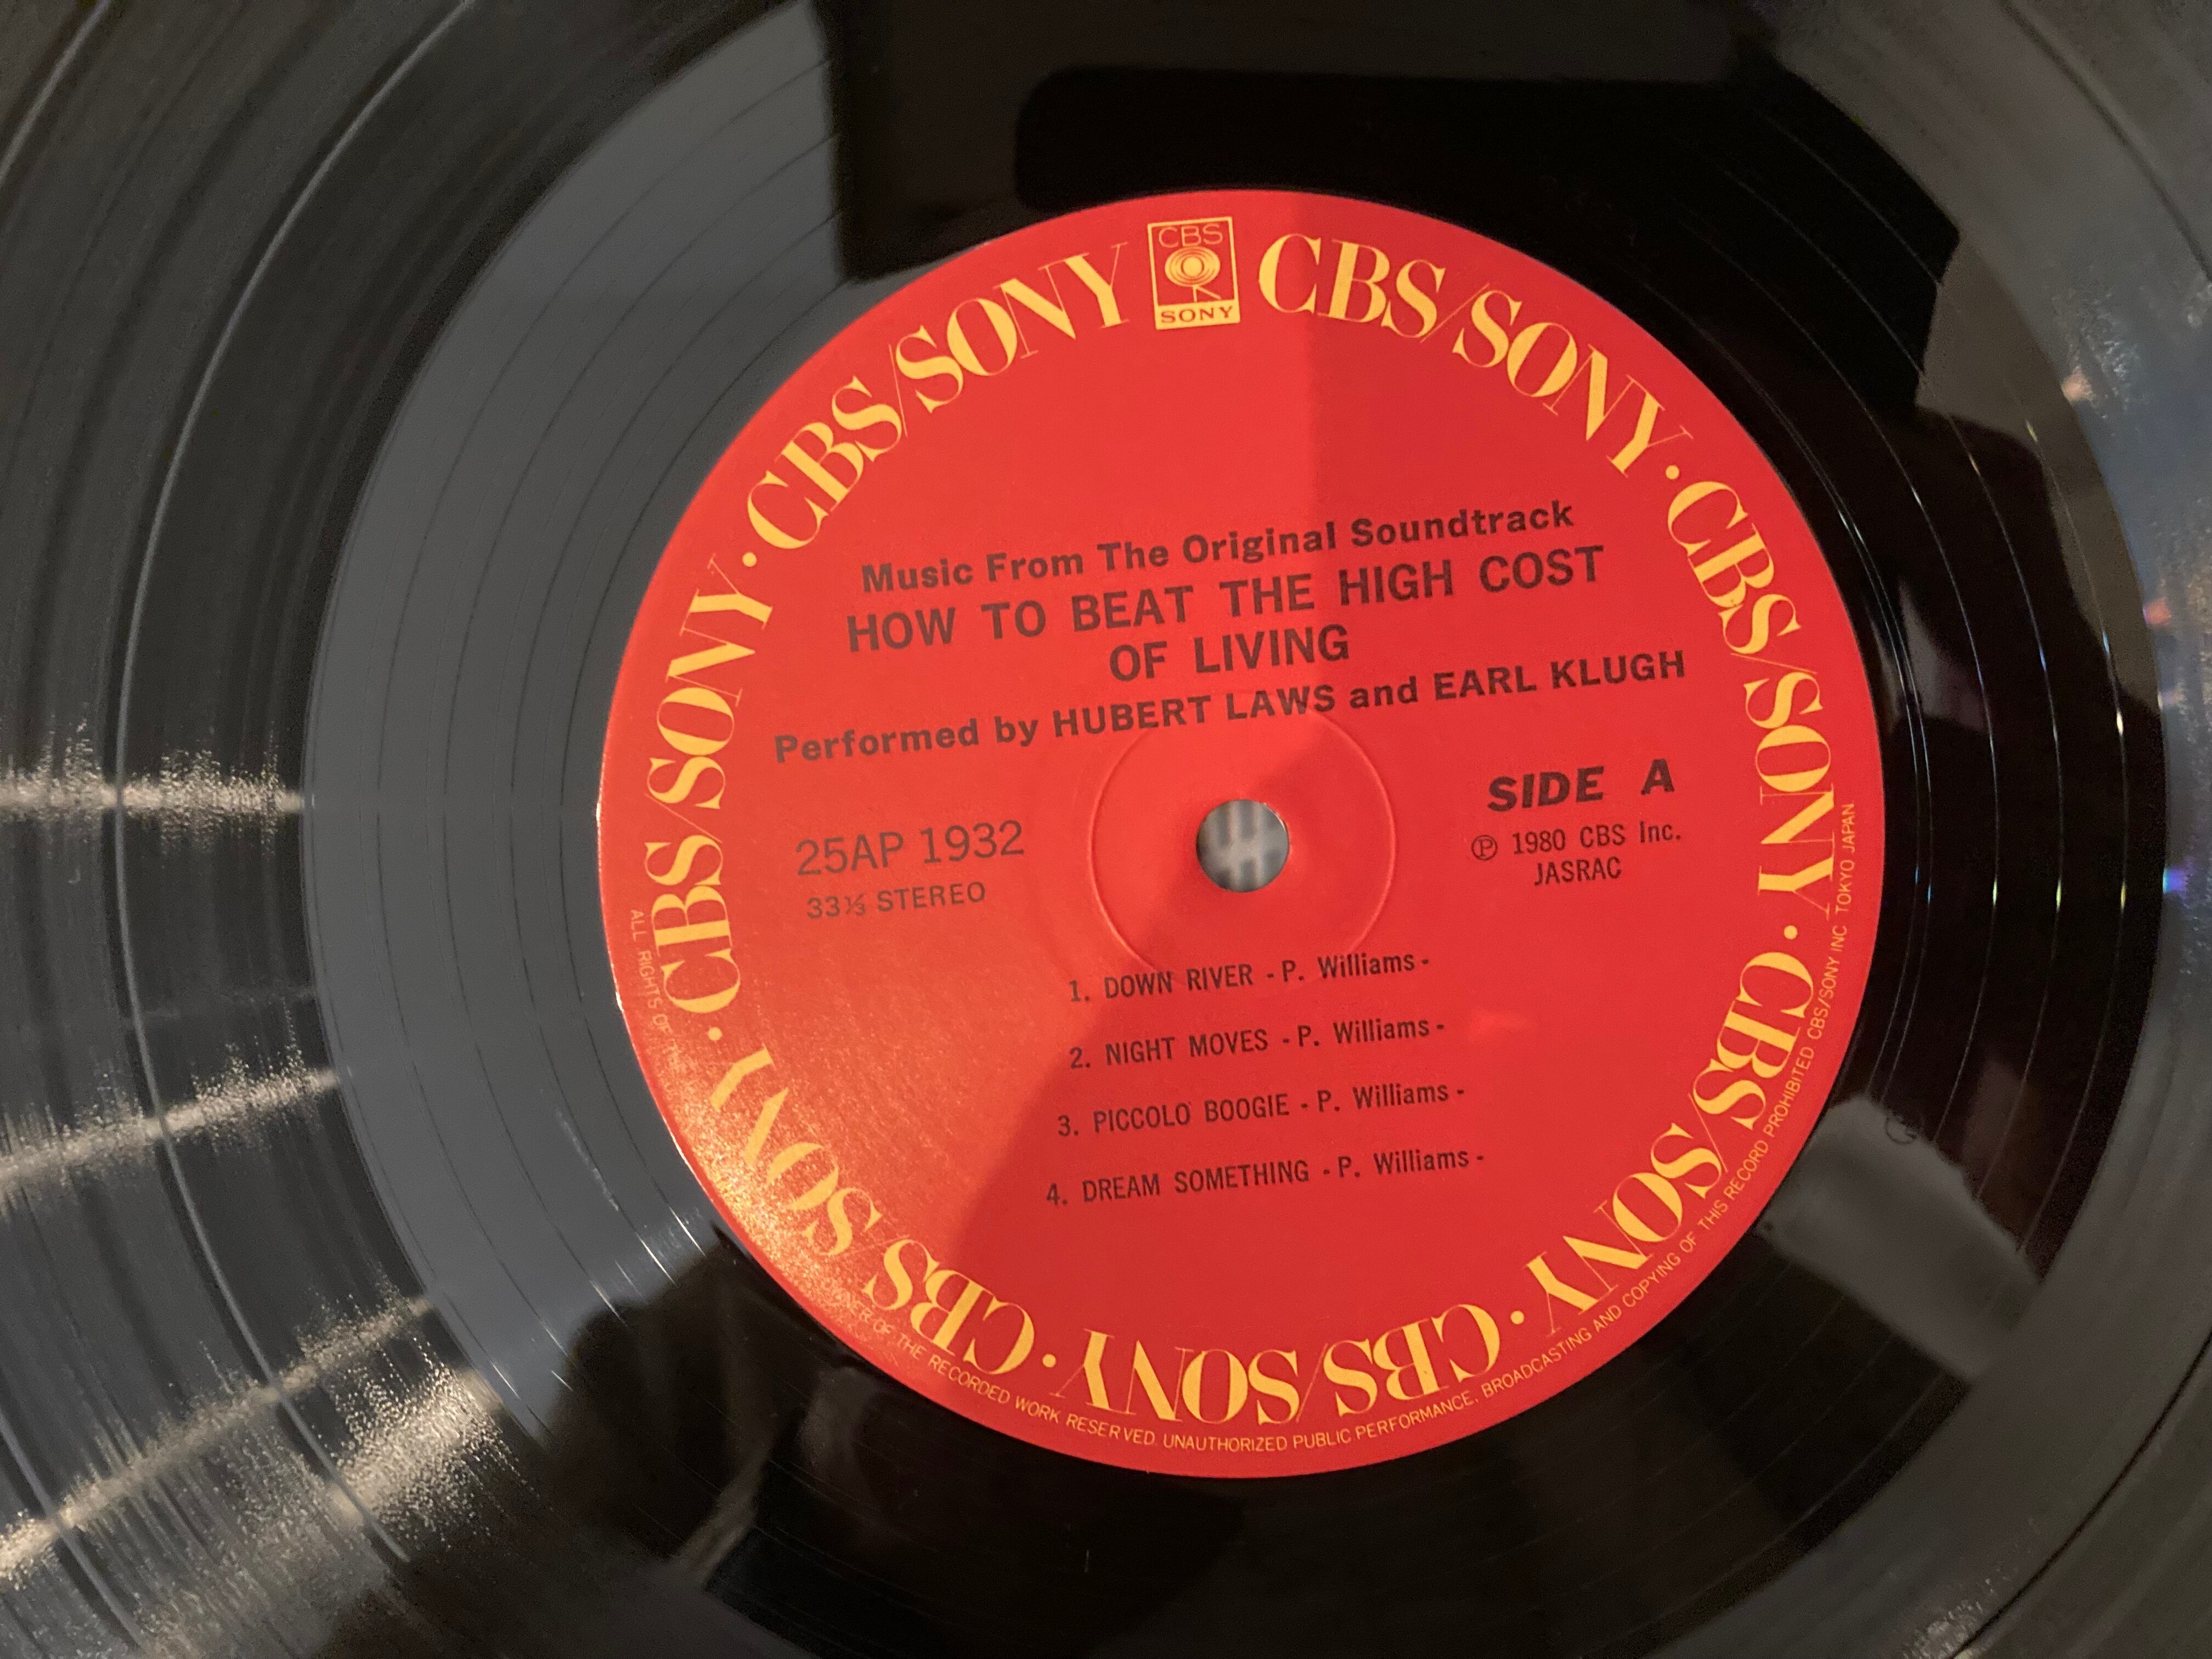 CBS
SONY
CBS/SONY · CBS/SONY · CBS/SONY · CBS/SONY · CBS/SONY · CBS/SONY · CBS/SONY · CBS/SONY
Music From The Original Soundtrack
HOW TO BEAT THE HIGH COST
OF LIVING
Performed by HUBERT LAWS and EARL KLUGH
25AP 1932
33⅓ STEREO
SIDE A
Ⓟ 1980 CBS Inc.
JASRAC
1. DOWN RIVER - P. Williams -
2. NIGHT MOVES - P. Williams -
3. PICCOLO BOOGIE - P. Williams -
4. DREAM SOMETHING - P. Williams -
ALL RIGHTS OF OF THE RECORDED WORK RESERVED. UNAUTHORIZED PUBLIC PERFORMANCE, BROADCASTING AND COPYING OF THIS RECORD PROHIBITED CBS/SONY INC. TOKYO JAPAN